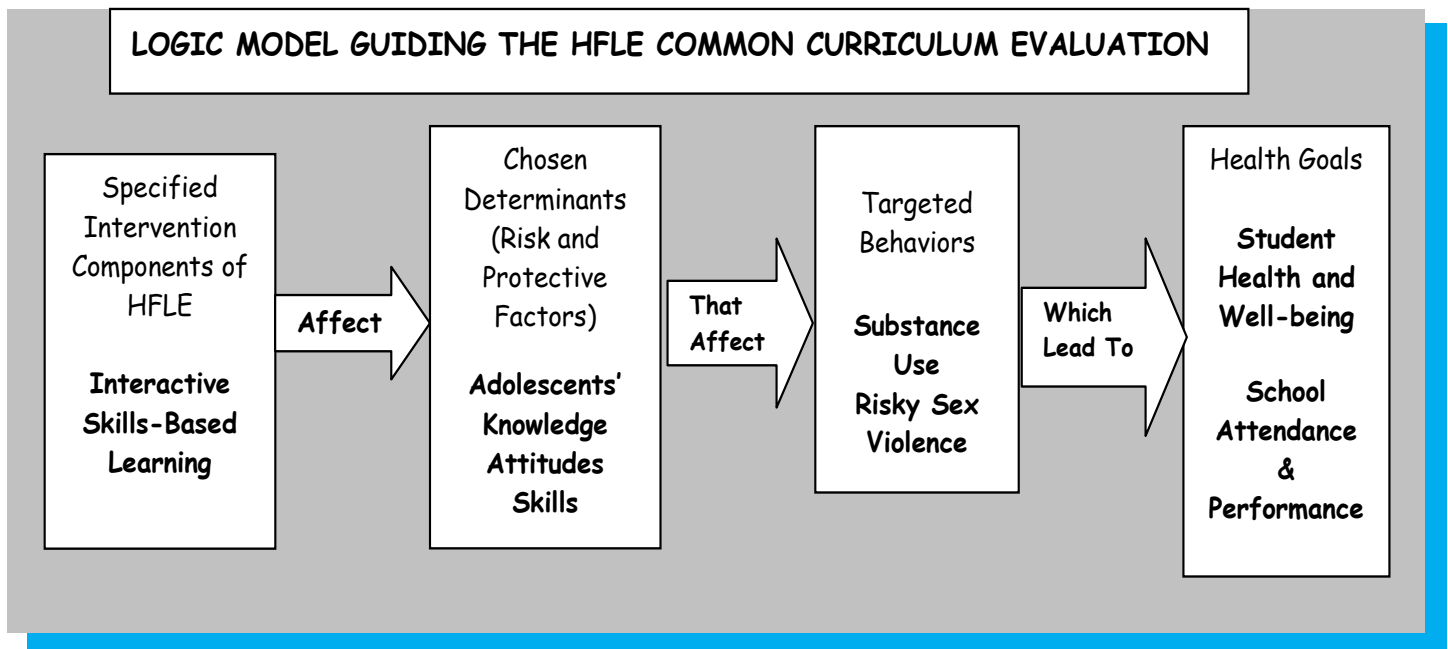 LOGIC MODEL GUIDING THE HFLE COMMON CURRICULUM EVALUATION
Specified
Intervention
Components of
HFLE
Interactive
Skills-Based
Learning
Affect
Chosen
Determinants
(Risk and
Protective
Factors)
Adolescents’
Knowledge
Attitudes
Skills
That
Affect
Targeted
Behaviors
Substance
Use
Risky Sex
Violence
Which
Lead To
Health Goals
Student
Health and
Well-being
School
Attendance
&
Performance